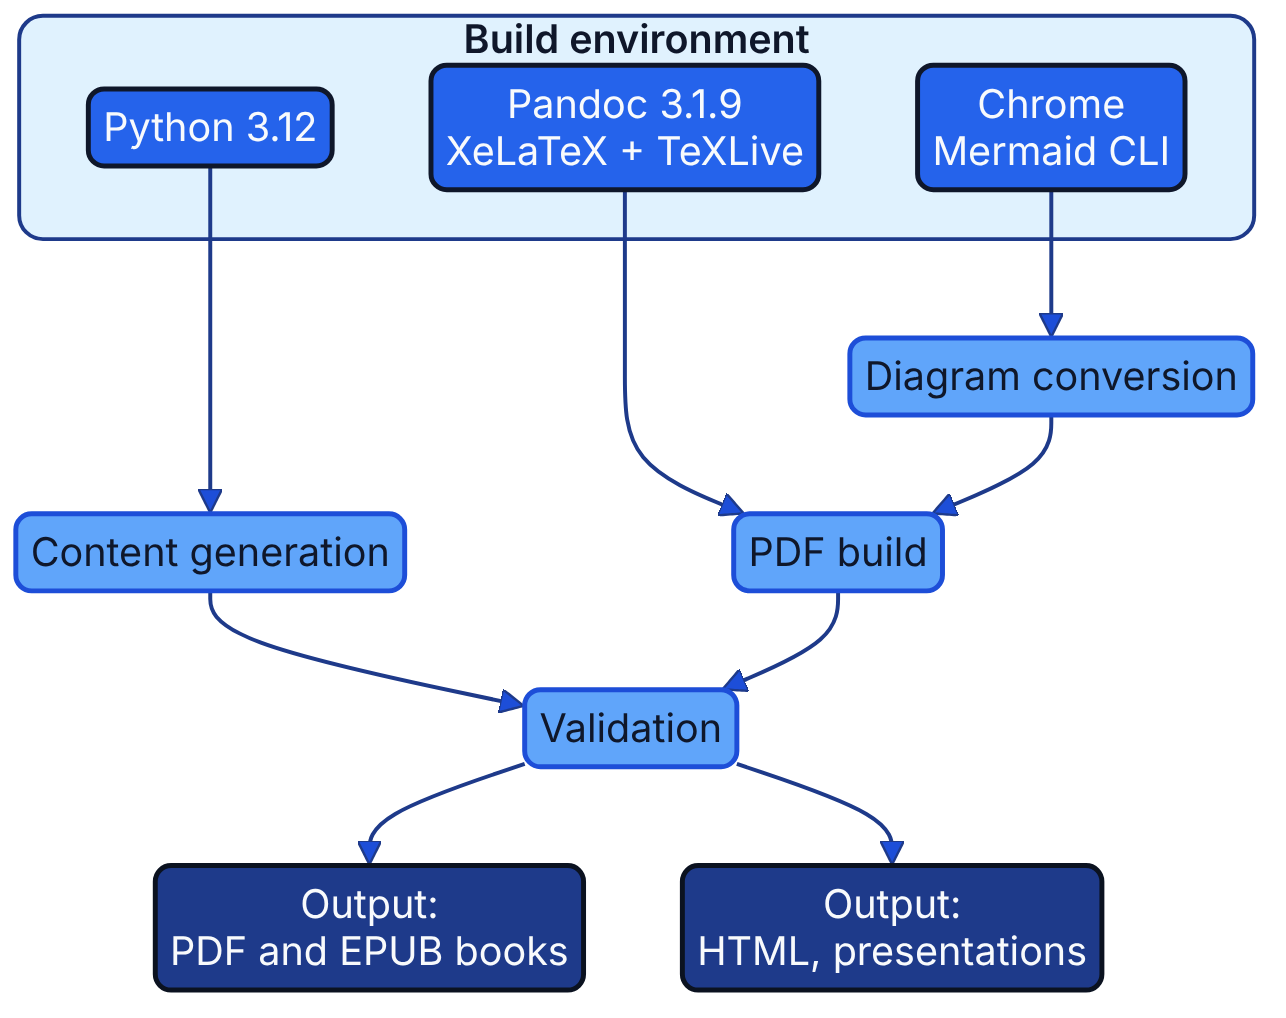 Build environment
Python 3.12
Pandoc 3.1.9
XeLaTeX + TeXLive
Chrome
Mermaid CLI
Diagram conversion
Content generation
PDF build
Validation
Output:
PDF and EPUB books
Output:
HTML, presentations